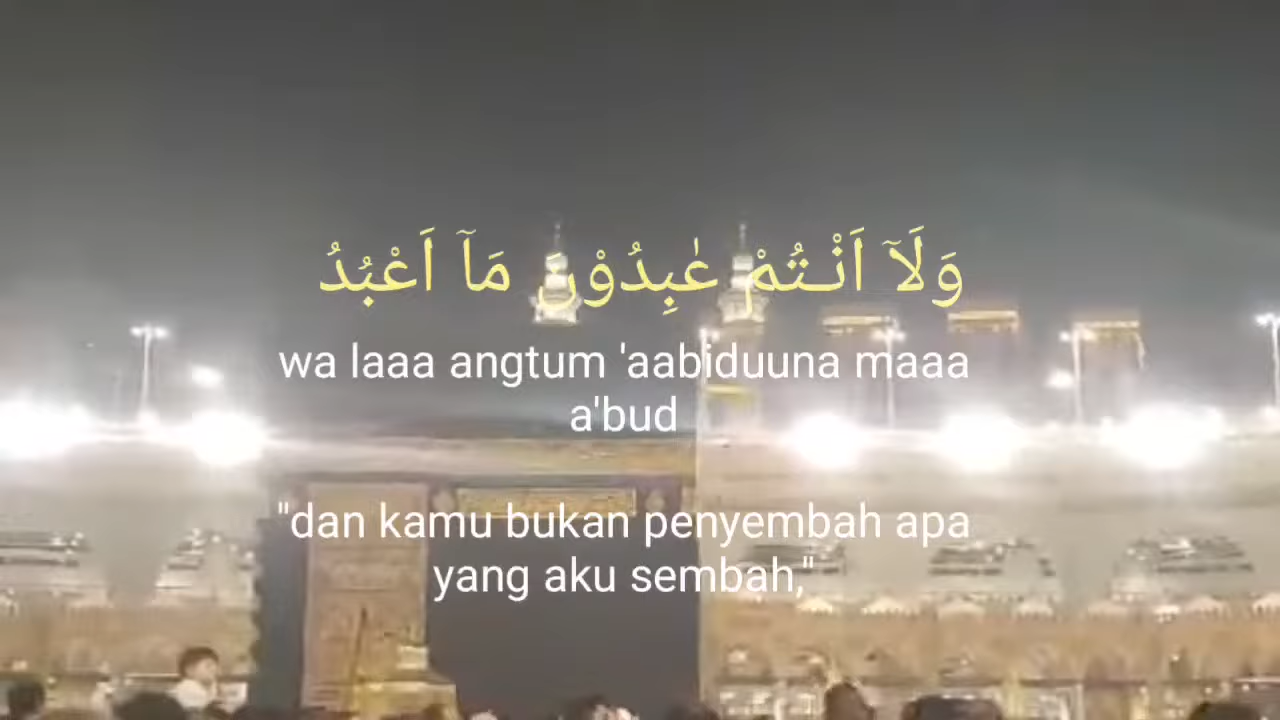 وَلَآ اَنْـتُمْ عٰبِدُوْنَ مَآ اَعْبُدُ
wa laaa angtum 'aabiduuna maaa
a'bud
"dan kamu bukan penyembah apa
yang aku sembah,"